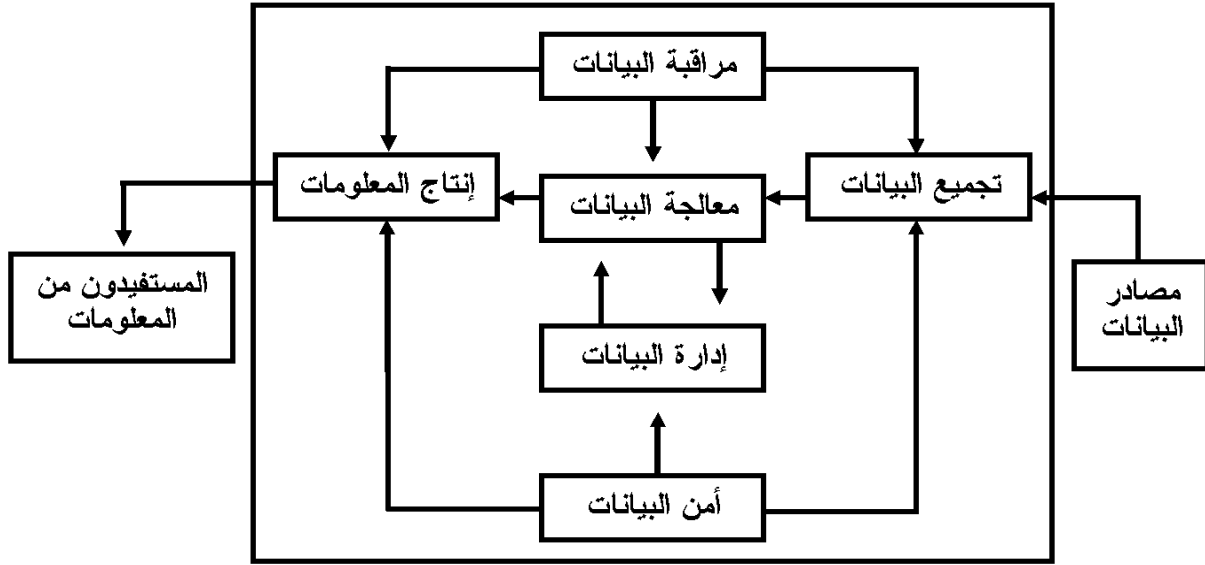 مراقبة البيانات
تجميع البيانات
معالجة البيانات
إنتاج المعلومات
مصادر
البيانات
المستفيدون من
المعلومات
إدارة البيانات
أمن البيانات